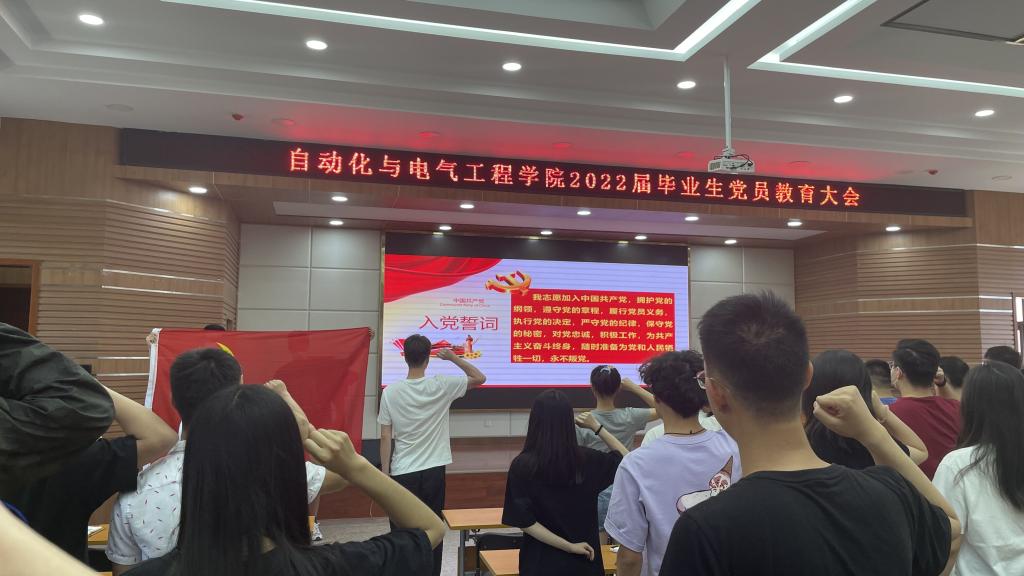 自动化与电气工程学院2022届毕业生党员教育大会
中国共产党
Communist Party of China
入党誓词
我志愿加入中国共产党，拥护党的
纲领，遵守党的章程，履行党员义务，
执行党的决定，严守党的纪律，保守党
的秘密，对党忠诚，积极工作，为共产
主义奋斗终身，随时准备为党和人民牺
牲一切，永不叛党。